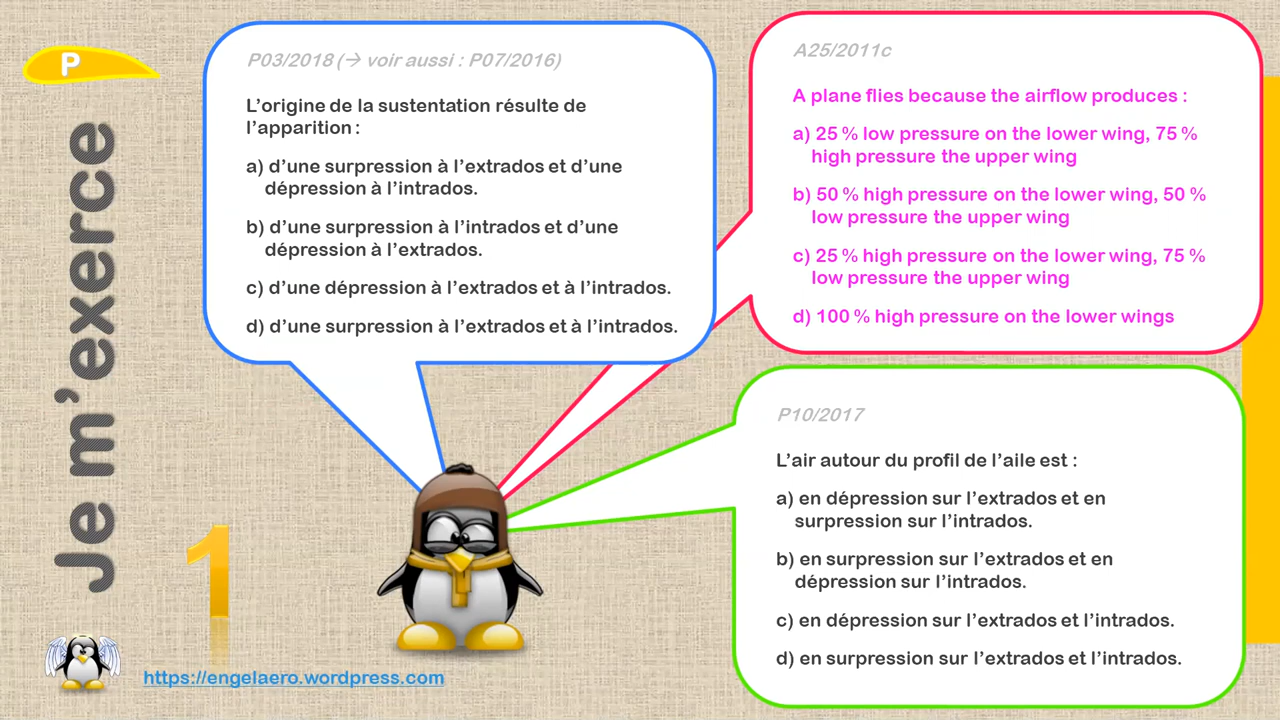 P
Je m'exerce
P03/2018 (→ voir aussi : P07/2016)
L'origine de la sustentation résulte de
l'apparition :
a) d'une surpression à l'extrados et d'une
dépression à l'intrados.
b) d'une surpression à l'intrados et d'une
dépression à l'extrados.
c) d'une dépression à l'extrados et à l'intrados.
d) d'une surpression à l'extrados et à l'intrados.
A25/2011c
A plane flies because the airflow produces :
a) 25 % low pressure on the lower wing, 75 %
high pressure the upper wing
b) 50 % high pressure on the lower wing, 50 %
low pressure the upper wing
c) 25 % high pressure on the lower wing, 75 %
low pressure the upper wing
d) 100 % high pressure on the lower wings
P10/2017
L'air autour du profil de l'aile est :
a) en dépression sur l'extrados et en
surpression sur l'intrados.
b) en surpression sur l'extrados et en
dépression sur l'intrados.
c) en dépression sur l'extrados et l'intrados.
d) en surpression sur l'extrados et l'intrados.
1
https://engelaero.wordpress.com